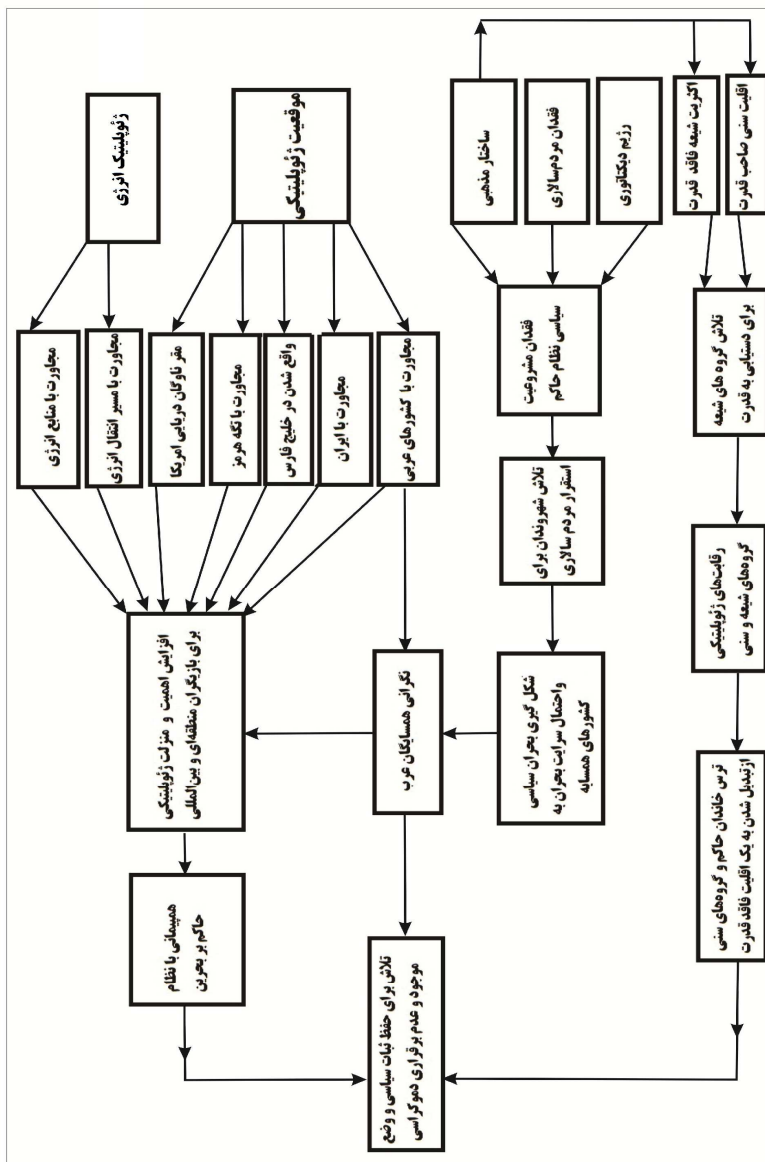 اقلیت سنی صاحب قدرت
اکثریت شیعه فاقد قدرت
رژیم دیکتاتوری
فقدان مردم‌سالاری
ساختار مذهبی
موقعیت ژئوپلیتیکی
ژئوپلیتیک انرژی
تلاش گروه های شیعه
برای دستیابی به قدرت
فقدان مشروعیت
سیاسی نظام حاکم
مجاورت با کشورهای عربی
مجاورت با ایران
واقع شدن در خلیج فارس
مجاورت با تگه هرمز
مقر ناوگان دریایی امریکا
مجاورت با مسیر انتقال انرژی
مجاورت با منابع انرژی
رقابت‌های ژئوپلیتیکی
گروه‌های شیعه و سنی
تلاش شهروندان برای
استقرار مردم سالاری
ترس خاندان حاکم و گروه‌های سنی
ازتبدیل شدن به یک اقلیت فاقد قدرت
شکل گیری بحران سیاسی
واحتمال سرایت بحران به
کشورهای همسایه
نگرانی همسایگان عرب
افزایش اهمیت و منزلت ژئوپلیتیکی
برای بازیگران منطقه‌ای و بین‌المللی
همپیمانی با نظام
حاکم بر بحرین
تلاش برای حفظ ثبات سیاسی و وضع
موجود و عدم برقراری دموکراسی